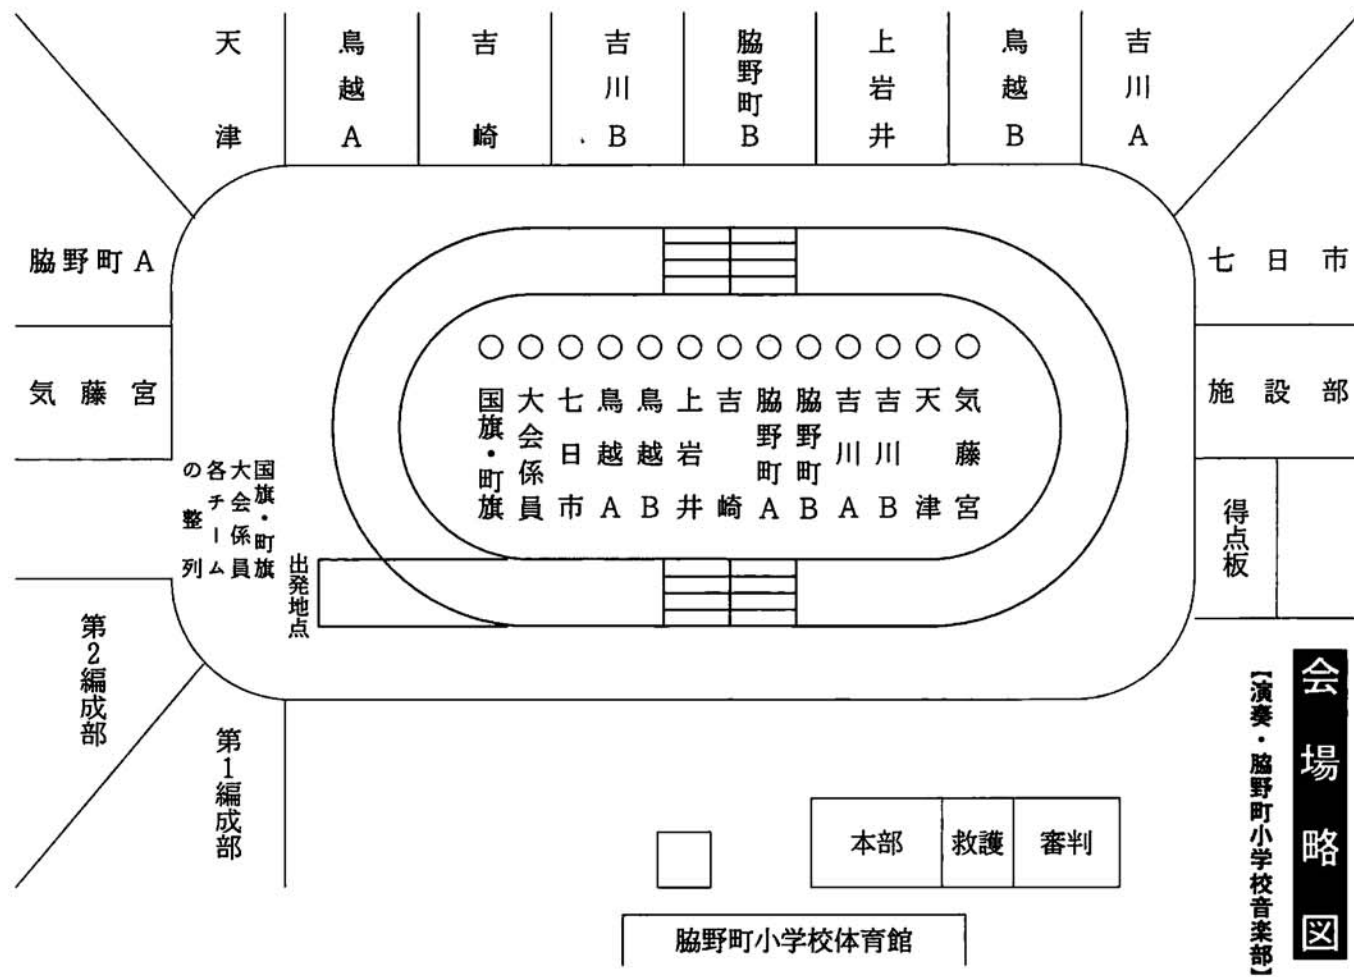 会場略図
【演奏・脇野町小学校音楽部】
天津
鳥越A
吉崎
吉川B
脇野町B
上岩井
鳥越B
吉川A
脇野町A
気藤宮
七日市
施設部
得点板
国旗・町旗
大会係員
七日市
鳥越A
鳥越B
上岩井
吉崎
脇野町A
脇野町B
吉川A
吉川B
天津
気藤宮
国旗・町旗
大会係員
各チーム
の整列
出発地点
第2編成部
第1編成部
本部
救護
審判
脇野町小学校体育館